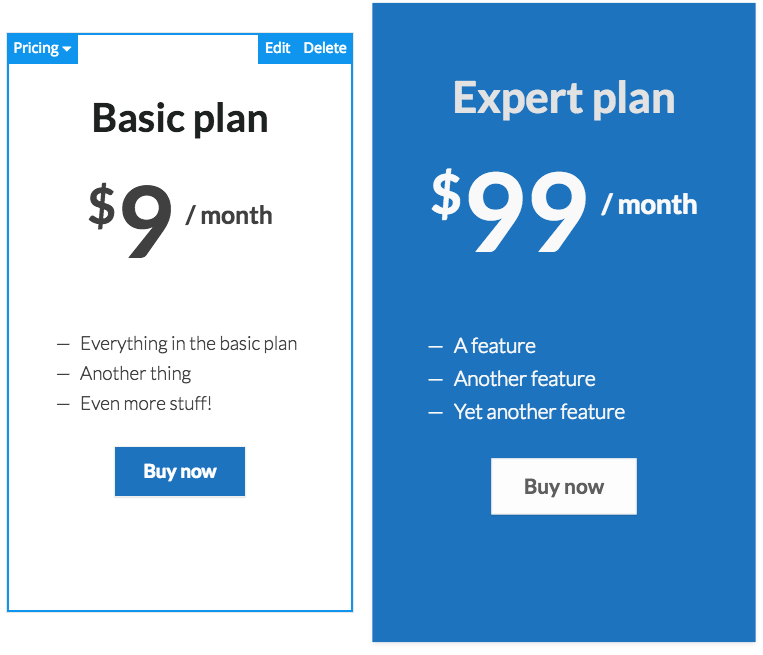 Pricing Edit Delete
Basic plan
$9 / month
— Everything in the basic plan
— Another thing
— Even more stuff!
Buy now
Expert plan
$99 / month
— A feature
— Another feature
— Yet another feature
Buy now